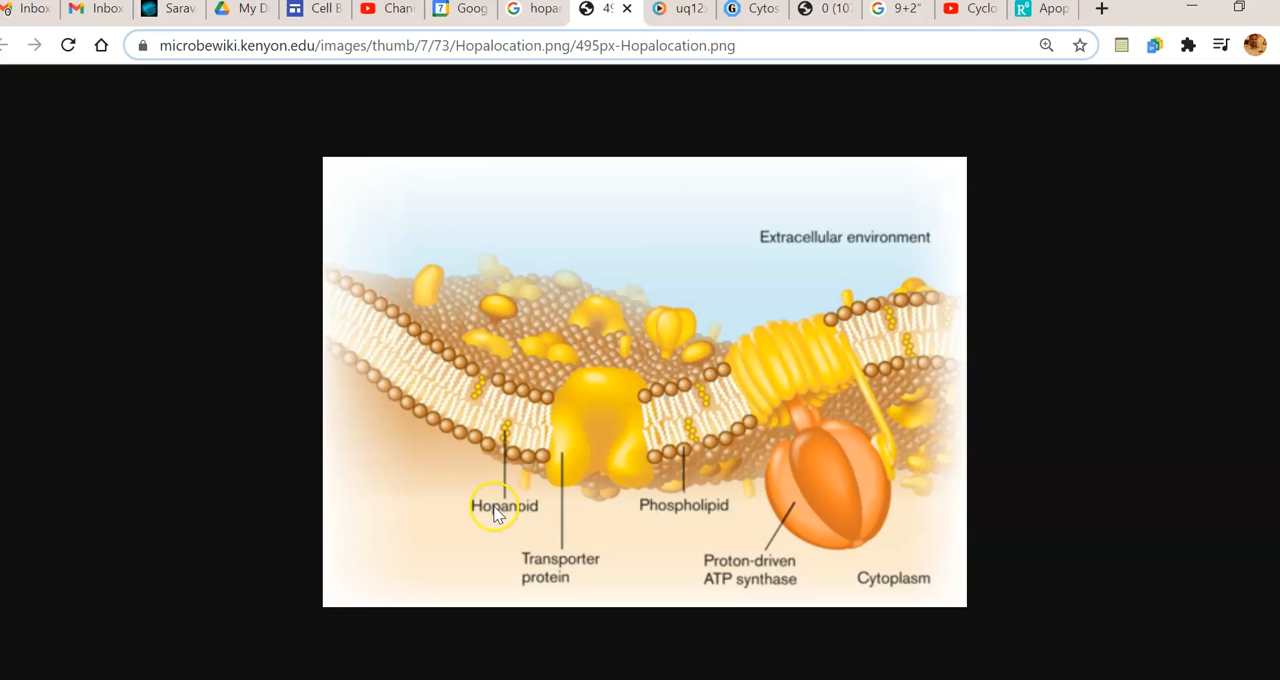 Inbox Inbox Sarav My D Cell B Chan Goog hopa 49 uq12 Cytos 0 (10 9+2" Cyclo Apop
microbewiki.kenyon.edu/images/thumb/7/73/Hopalocation.png/495px-Hopalocation.png
Extracellular environment
Hopanoid
Phospholipid
Transporter
protein
Proton-driven
ATP synthase
Cytoplasm